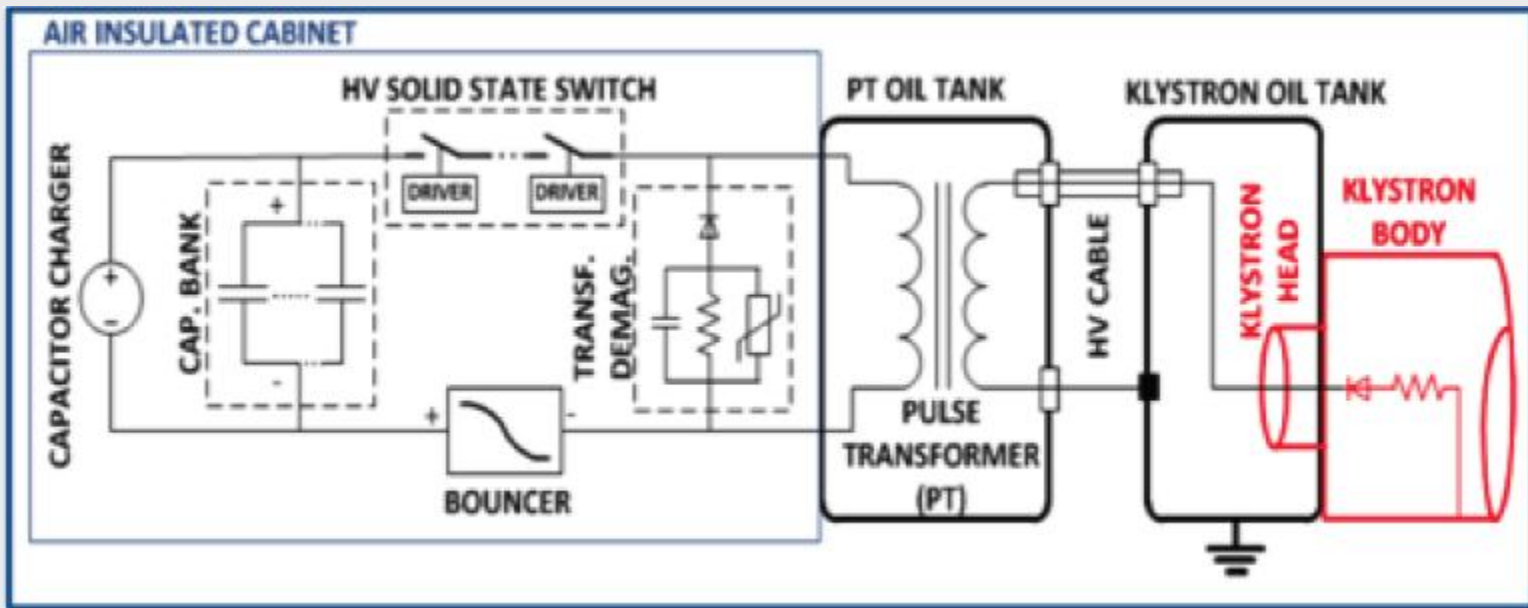 AIR INSULATED CABINET
HV SOLID STATE SWITCH
PT OIL TANK
KLYSTRON OIL TANK
CAPACITOR CHARGER
+
-
CAP. BANK
+
-
DRIVER
DRIVER
TRANSF.
DEMAG.
+
-
BOUNCER
PULSE
TRANSFORMER
(PT)
HV CABLE
KLYSTRON
HEAD
KLYSTRON
BODY